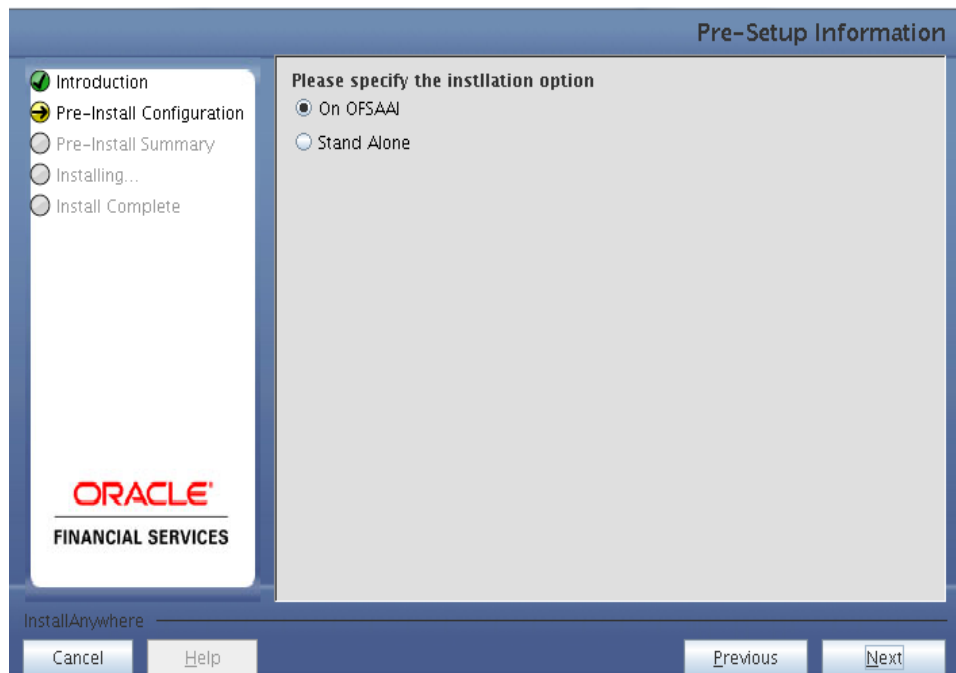 Pre-Setup Information
Introduction
Pre-Install Configuration
Pre-Install Summary
Installing...
Install Complete
ORACLE'
FINANCIAL SERVICES
Please specify the instllation option
On OFSAAI
Stand Alone
InstallAnywhere
Cancel
Help
Previous
Next